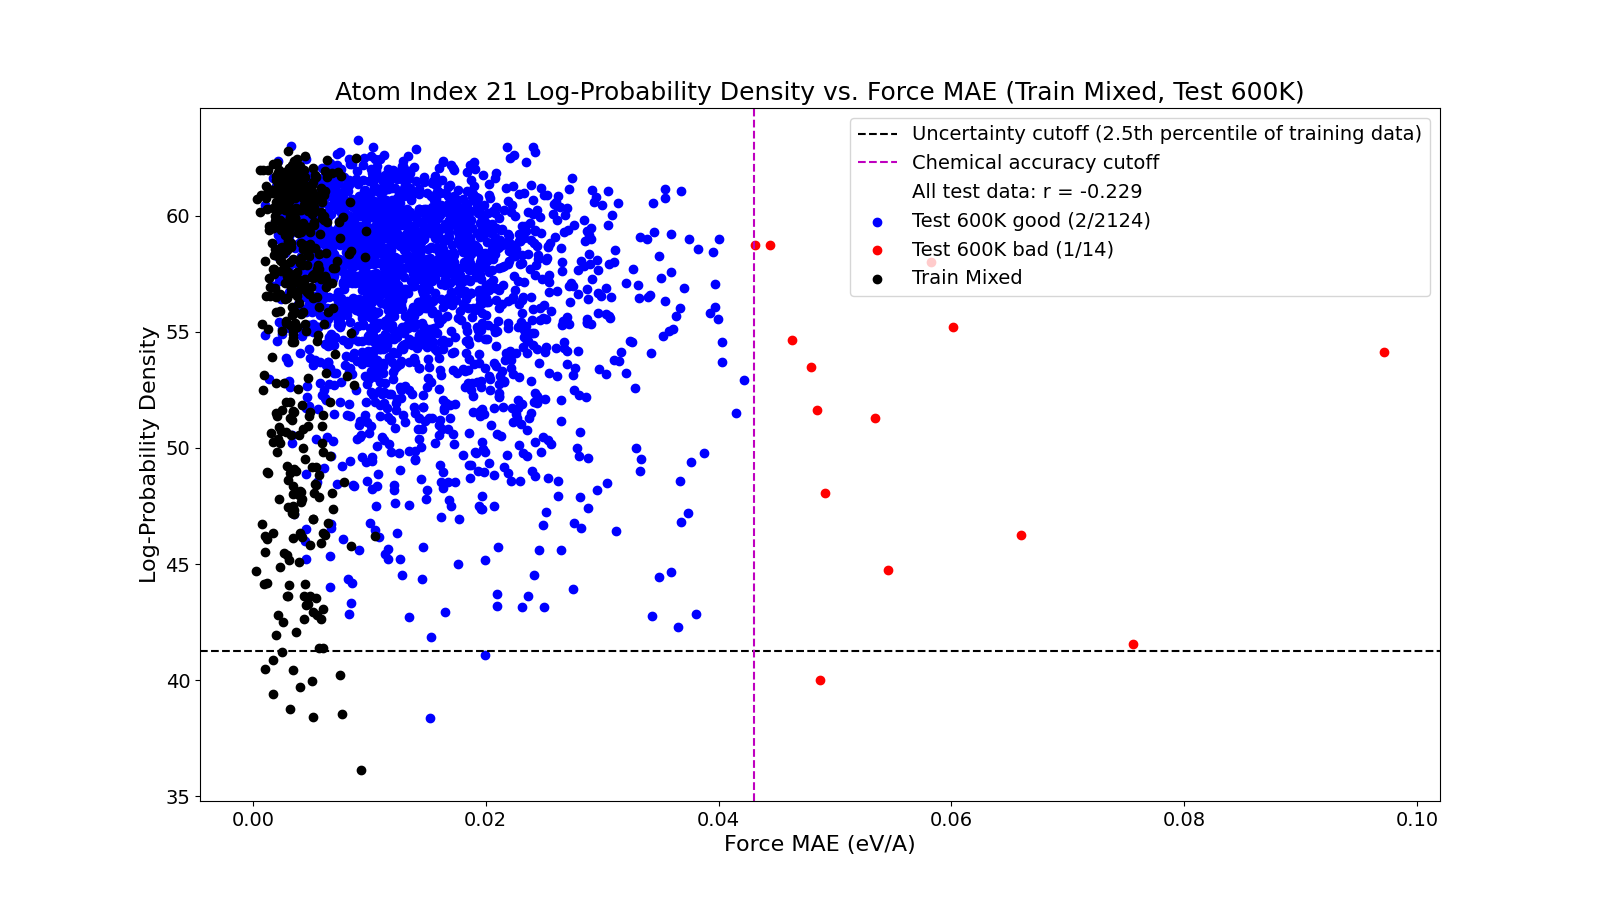 Atom Index 21 Log-Probability Density vs. Force MAE (Train Mixed, Test 600K)
Uncertainty cutoff (2.5th percentile of training data)
Chemical accuracy cutoff
All test data: r = -0.229
Test 600K good (2/2124)
Test 600K bad (1/14)
Train Mixed
Log-Probability Density
60
55
50
45
40
35
0.00 0.02 0.04 0.06 0.08 0.10
Force MAE (eV/A)